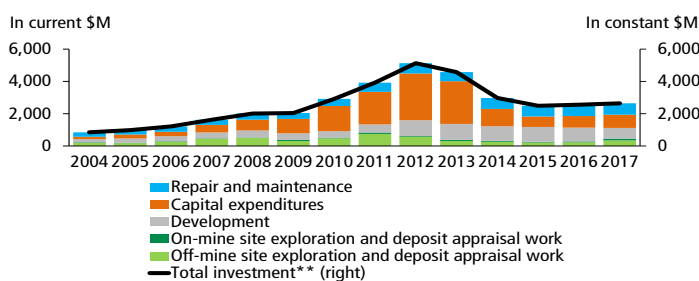 In current $M In constant $M
6,000 6,000
4,000 4,000
2,000 2,000
0 0
2004 2005 2006 2007 2008 2009 2010 2011 2012 2013 2014 2015 2016 2017
Repair and maintenance
Capital expenditures
Development
On-mine site exploration and deposit appraisal work
Off-mine site exploration and deposit appraisal work
Total investment** (right)